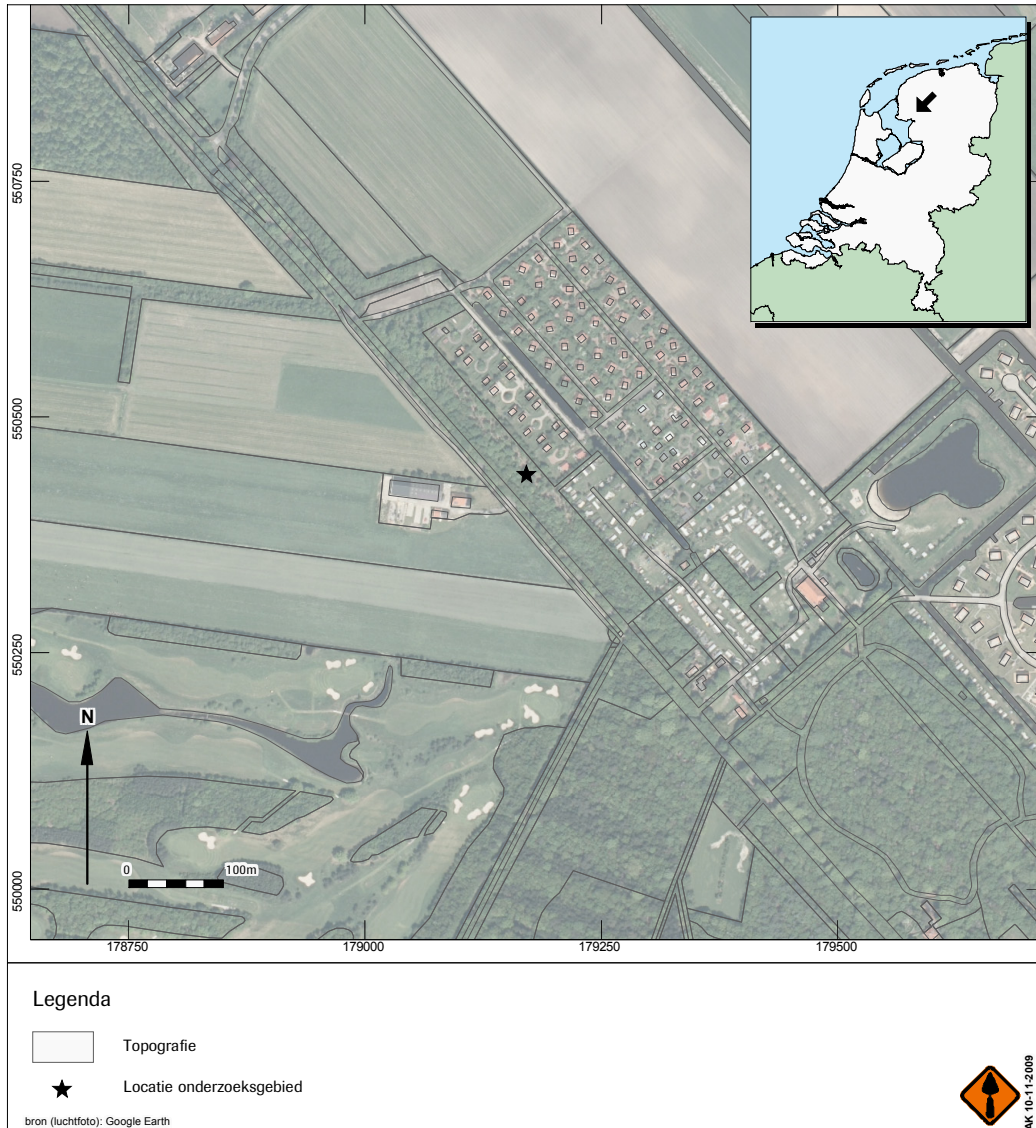 550750
550500
550250
550000
N
0 100m
178750 179000 179250 179500
Legenda
Topografie
Locatie onderzoeksgebied
bron (luchtfoto): Google Earth
AK 10-11-2009